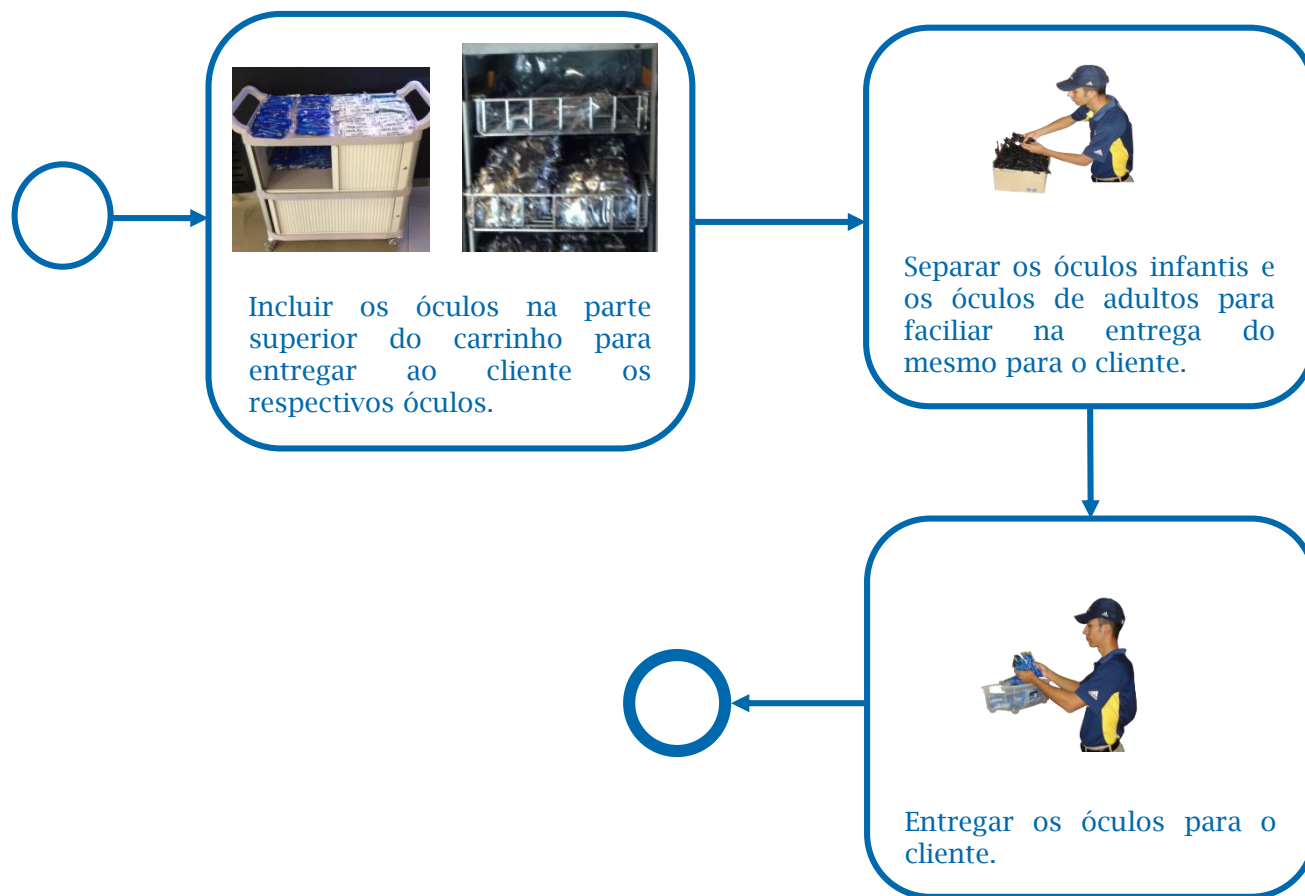 Incluir os óculos na parte
superior do carrinho para
entregar ao cliente os
respectivos óculos.
Separar os óculos infantis e
os óculos de adultos para
faciliar na entrega do
mesmo para o cliente.
Entregar os óculos para o
cliente.